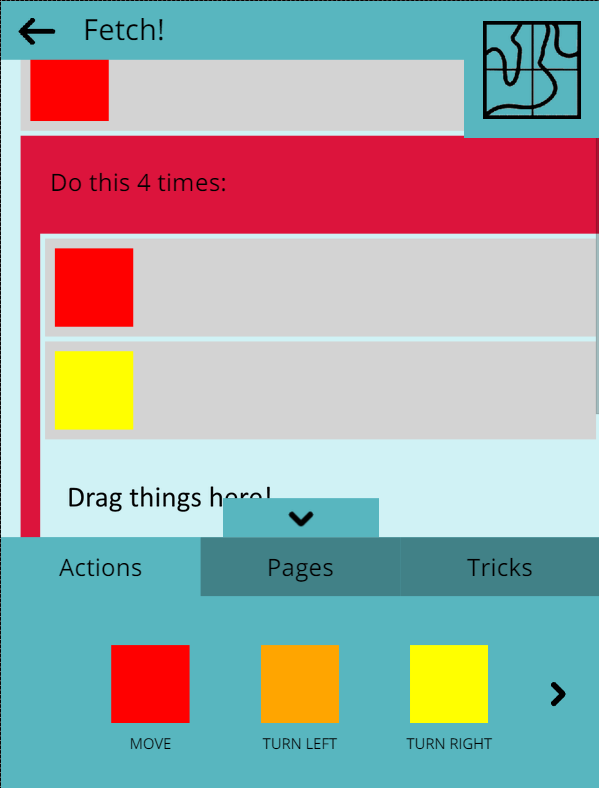 Fetch!
Do this 4 times:
Drag things here!
Actions
Pages
Tricks
MOVE
TURN LEFT
TURN RIGHT